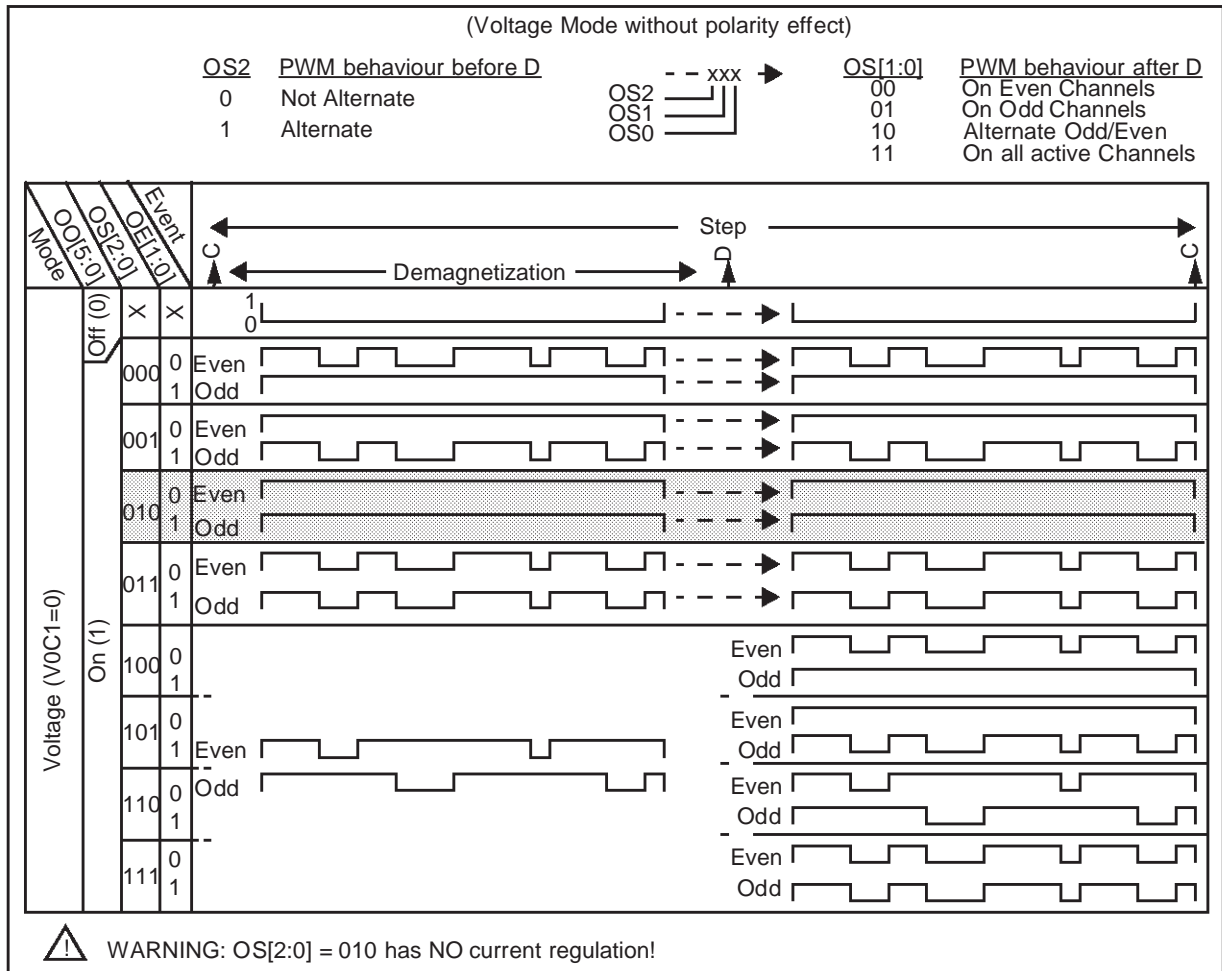 (Voltage Mode without polarity effect)
OS2 PWM behaviour before D
0 Not Alternate
1 Alternate
xxx
OS2
OS1
OS0
OS[1:0] PWM behaviour after D
00 On Even Channels
01 On Odd Channels
10 Alternate Odd/Even
11 On all active Channels
Mode
OO[5:0]
OS[2:0]
OE[1:0]
Event
C
Step
D
C
Demagnetization
Voltage (V0C1=0)
Off (0)
X
X
1
0
On (1)
000
0
1
Even
Odd
001
0
1
Even
Odd
010
0
1
Even
Odd
011
0
1
Even
Odd
100
0
1
Even
Odd
101
0
1
Even
Odd
110
0
1
Even
Odd
111
0
1
Even
Odd
Even
Odd
! WARNING: OS[2:0] = 010 has NO current regulation!